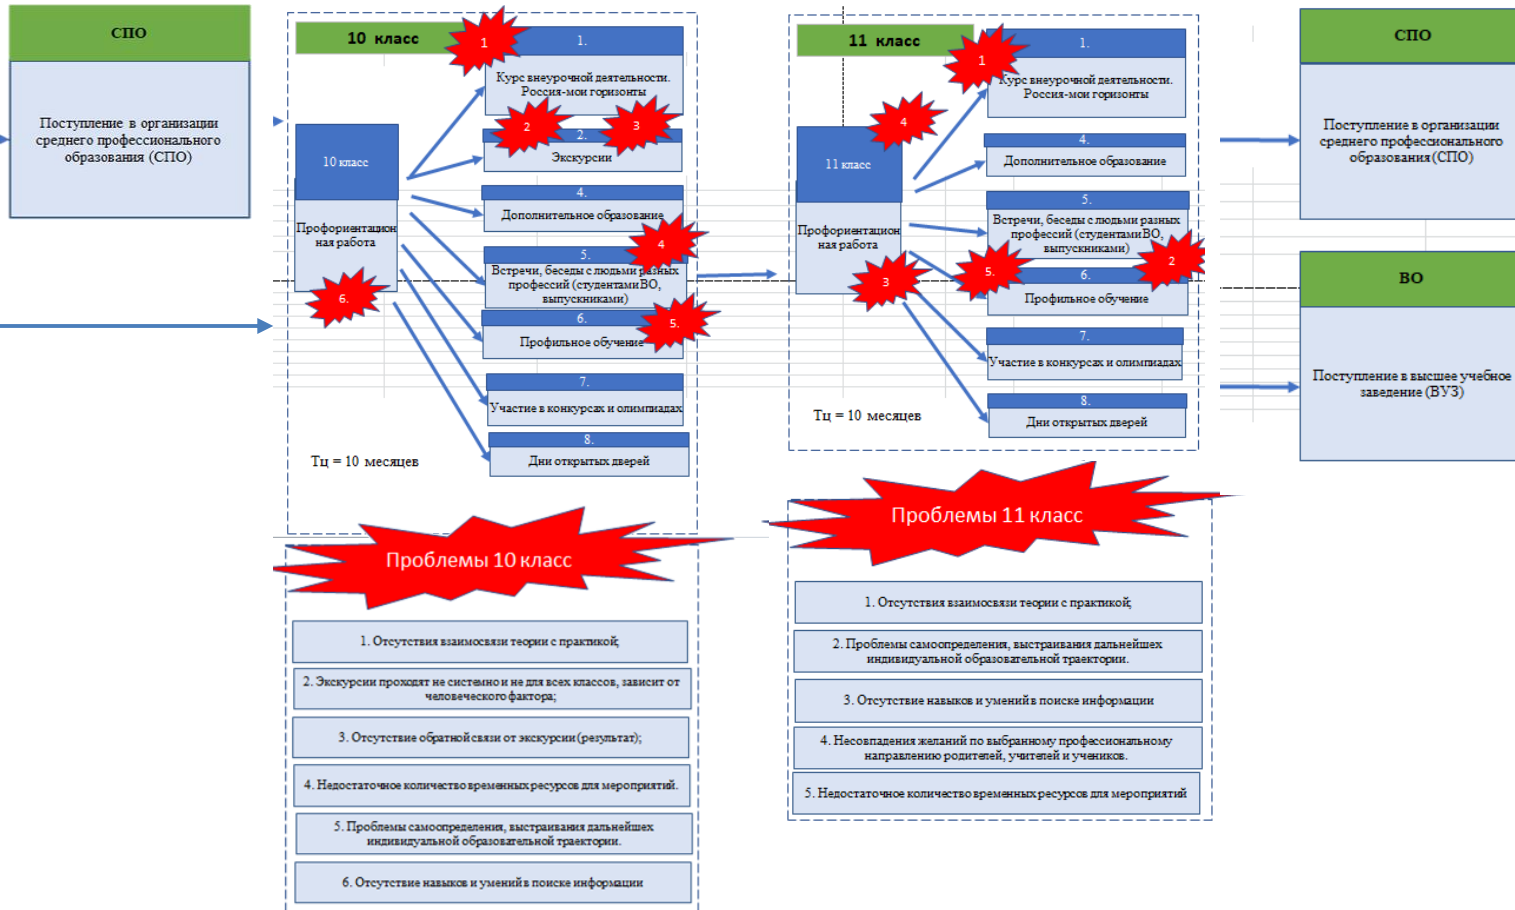 СПО
Поступление в организации
среднего профессионального
образования (СПО)
10 класс
1
1.
Курс внеурочной деятельности.
Россия-мои горизонты
2
3
2.
Экскурсии
10 класс
Профориентацион
ная работа
6.
4.
Дополнительное образование
4
5.
Встречи, беседы с людьми разных
профессий (студентами ВО,
выпускниками)
6.
5.
Профильное обучение
7.
Участие в конкурсах и олимпиадах
8.
Дни открытых дверей
Тц = 10 месяцев
Проблемы 10 класс
1. Отсутствия взаимосвязи теории с практикой;
2. Экскурсии проходят не системно и не для всех классов, зависит от
человеческого фактора;
3. Отсутствие обратной связи от экскурсии (результат);
4. Недостаточное количество временных ресурсов для мероприятий.
5. Проблемы самоопределения, выстраивания дальнейшех
индивидуальной образовательной траектории.
6. Отсутствие навыков и умений в поиске информации
11 класс
1
1.
Курс внеурочной деятельности.
Россия-мои горизонты
4
11 класс
Профориентацион
ная работа
3
4.
Дополнительное образование
5.
Встречи, беседы с людьми разных
профессий (студентами ВО,
выпускниками)
5.
2
6.
Профильное обучение
7.
Участие в конкурсах и олимпиадах
8.
Дни открытых дверей
Тц = 10 месяцев
Проблемы 11 класс
1. Отсутствия взаимосвязи теории с практикой;
2. Проблемы самоопределения, выстраивания дальнейшех
индивидуальной образовательной траектории.
3. Отсутствие навыков и умений в поиске информации
4. Несовпадения желаний по выбранному профессиональному
направлению родителей, учителей и учеников.
5. Недостаточное количество временных ресурсов для мероприятий
СПО
Поступление в организации
среднего профессионального
образования (СПО)
ВО
Поступление в высшее учебное
заведение (ВУЗ)